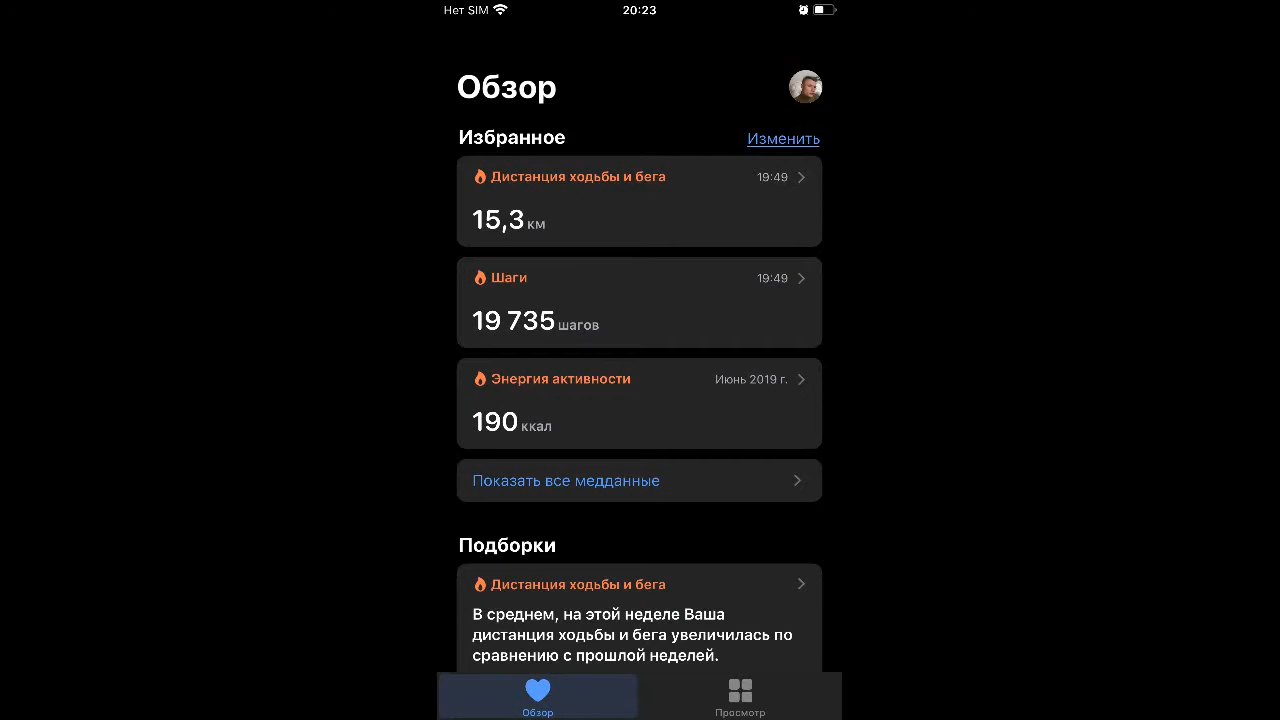 Нет SIM
20:23
Обзор
Избранное
Изменить
Дистанция ходьбы и бега
19:49
15,3 км
Шаги
19:49
19 735 шагов
Энергия активности
Июнь 2019 г.
190 ккал
Показать все медданные
Подборки
Дистанция ходьбы и бега
В среднем, на этой неделе Ваша
дистанция ходьбы и бега увеличилась по
сравнению с прошлой неделей.
Обзор
Просмотр